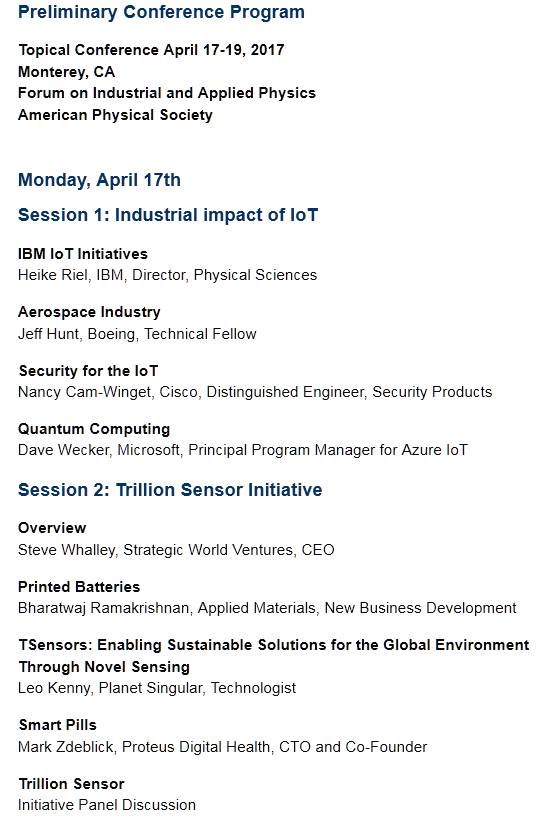 Preliminary Conference Program
Topical Conference April 17-19, 2017
Monterey, CA
Forum on Industrial and Applied Physics
American Physical Society
Monday, April 17th
Session 1: Industrial impact of IoT
IBM IoT Initiatives
Heike Riel, IBM, Director, Physical Sciences
Aerospace Industry
Jeff Hunt, Boeing, Technical Fellow
Security for the IoT
Nancy Cam-Winget, Cisco, Distinguished Engineer, Security Products
Quantum Computing
Dave Wecker, Microsoft, Principal Program Manager for Azure IoT
Session 2: Trillion Sensor Initiative
Overview
Steve Whalley, Strategic World Ventures, CEO
Printed Batteries
Bharatwaj Ramakrishnan, Applied Materials, New Business Development
TSensors: Enabling Sustainable Solutions for the Global Environment
Through Novel Sensing
Leo Kenny, Planet Singular, Technologist
Smart Pills
Mark Zdeblick, Proteus Digital Health, CTO and Co-Founder
Trillion Sensor
Initiative Panel Discussion